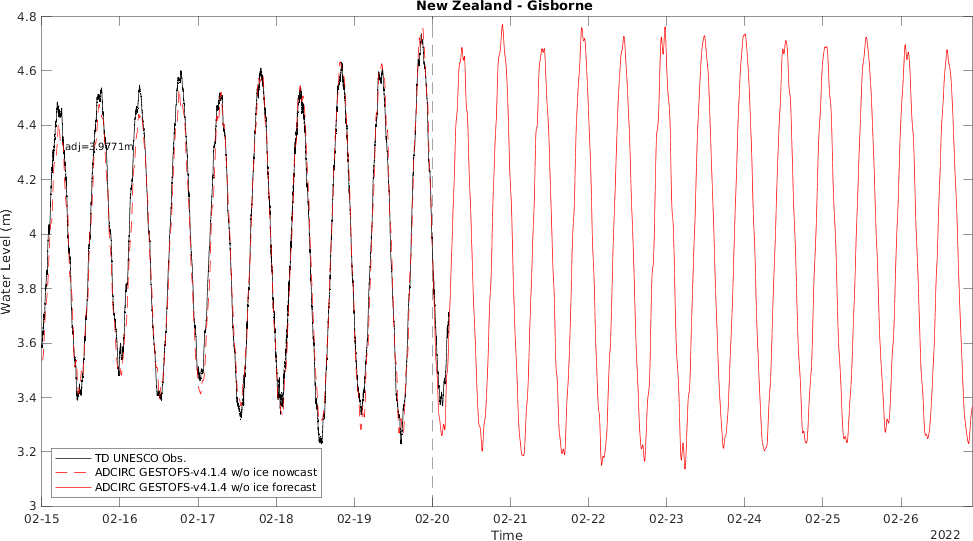 New Zealand - Gisborne
4.8
4.6
4.4
4.2
4
3.8
3.6
3.4
3.2
3
Water Level (m)
adj=3.9771m
TD UNESCO Obs.
ADCIRC GESTOFS-v4.1.4 w/o ice nowcast
ADCIRC GESTOFS-v4.1.4 w/o ice forecast
02-15 02-16 02-17 02-18 02-19 02-20 02-21 02-22 02-23 02-24 02-25 02-26
Time
2022